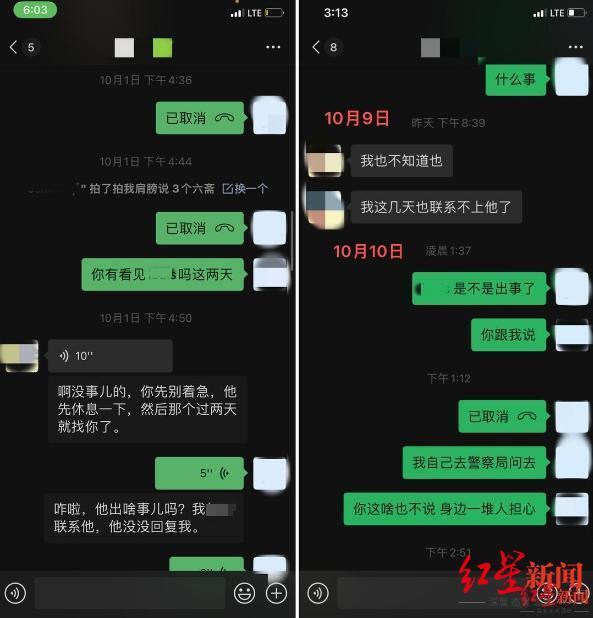 6:03
LTE
5
10月1日 下午4:36
已取消
10月1日 下午4:44
" 拍了拍我肩膀说 3个六斋 换一个
已取消
你有看见
吗这两天
10月1日 下午4:50
10"
啊没事儿的，你先别着急，他
先休息一下，然后那个过两天
就找你了。
5"
咋啦，他出啥事儿吗？我
联系他，他没没回复我。
3:13
LTE
8
什么事
10月9日
昨天 下午8:39
我也不知道也
我这几天也联系不上他了
10月10日
凌晨1:37
是不是出事了
你跟我说
下午1:12
已取消
我自己去警察局问去
你这啥也不说 身边一堆人担心
下午2:51
红星新闻